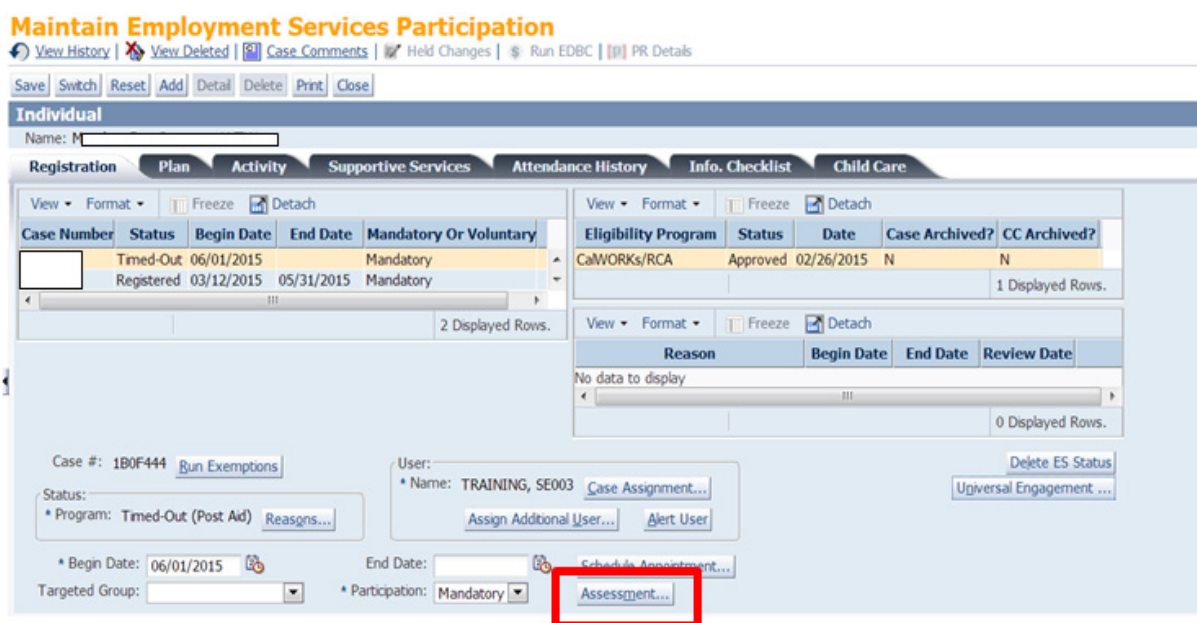 Maintain Employment Services Participation
View History | View Deleted | Case Comments | Held Changes | $ Run EDBC | [P] PR Details
Save Switch Reset Add Detail Delete Print Close
Individual
Name: M
Registration Plan Activity Supportive Services Attendance History Info. Checklist Child Care
View Format Freeze Detach
Case Number Status Begin Date End Date Mandatory Or Voluntary
Timed-Out 06/01/2015 Mandatory
Registered 03/12/2015 05/31/2015 Mandatory
2 Displayed Rows.
View Format Freeze Detach
Eligibility Program Status Date Case Archived? CC Archived?
CalWORKs/RCA Approved 02/26/2015 N N
1 Displayed Rows.
View Format Freeze Detach
Reason Begin Date End Date Review Date
No data to display
0 Displayed Rows.
Case #: 1B0F444 Run Exemptions
Status:
* Program: Timed-Out (Post Aid) Reasons...
User:
* Name: TRAINING, SE003 Case Assignment...
Assign Additional User... Alert User
Delete ES Status
Universal Engagement ...
* Begin Date: 06/01/2015 End Date: Schedule Appointment...
Targeted Group: * Participation: Mandatory Assessment...